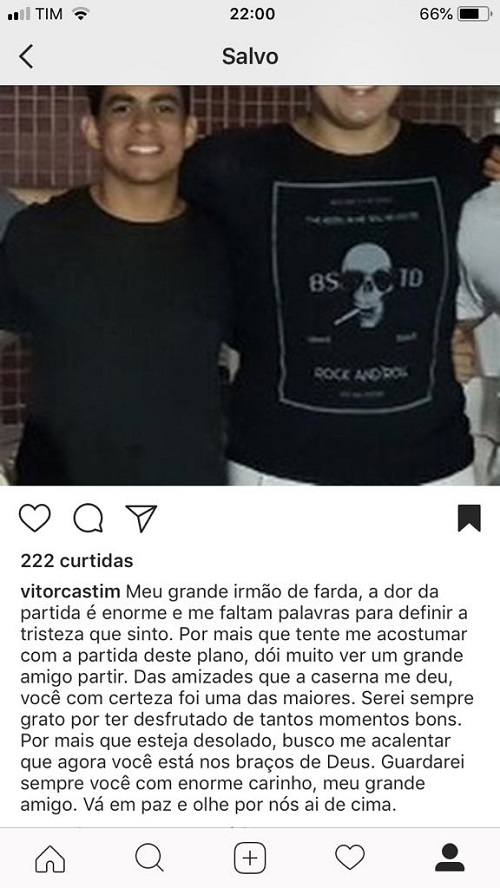 TIM
22:00
66%
Salvo
BS TD
ROCK AND ROLL
222 curtidas
vitorcastim Meu grande irmão de farda, a dor da
partida é enorme e me faltam palavras para definir a
tristeza que sinto. Por mais que tente me acostumar
com a partida deste plano, dói muito ver um grande
amigo partir. Das amizades que a caserna me deu,
você com certeza foi uma das maiores. Serei sempre
grato por ter desfrutado de tantos momentos bons.
Por mais que esteja desolado, busco me acalentar
que agora você está nos braços de Deus. Guardarei
sempre você com enorme carinho, meu grande
amigo. Vá em paz e olhe por nós ai de cima.